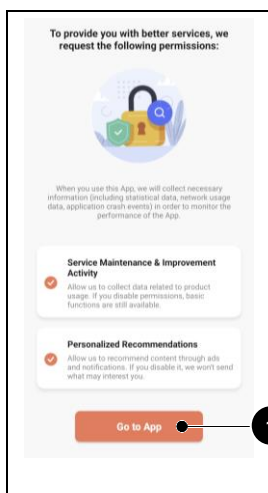 To provide you with better services, we
request the following permissions:
When you use this App, we will collect necessary
information (including statistical data, network usage
data, application crash events) in order to monitor the
performance of the App.
Service Maintenance & Improvement
Activity
Allow us to collect data related to product
usage. If you disable permissions, basic
functions are still available.
Personalized Recommendations
Allow us to recommend content through ads
and notifications. If you disable it, we won't send
what may interest you.
Go to App